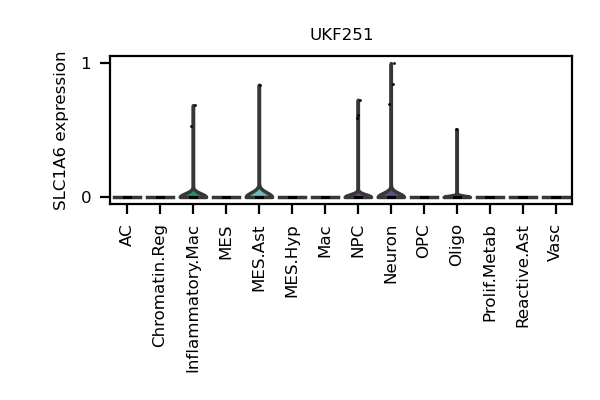 UKF251
SLC1A6 expression
1
0
AC
Chromatin.Reg
Inflammatory.Mac
MES
MES.Ast
MES.Hyp
Mac
NPC
Neuron
OPC
Oligo
Prolif.Metab
Reactive.Ast
Vasc